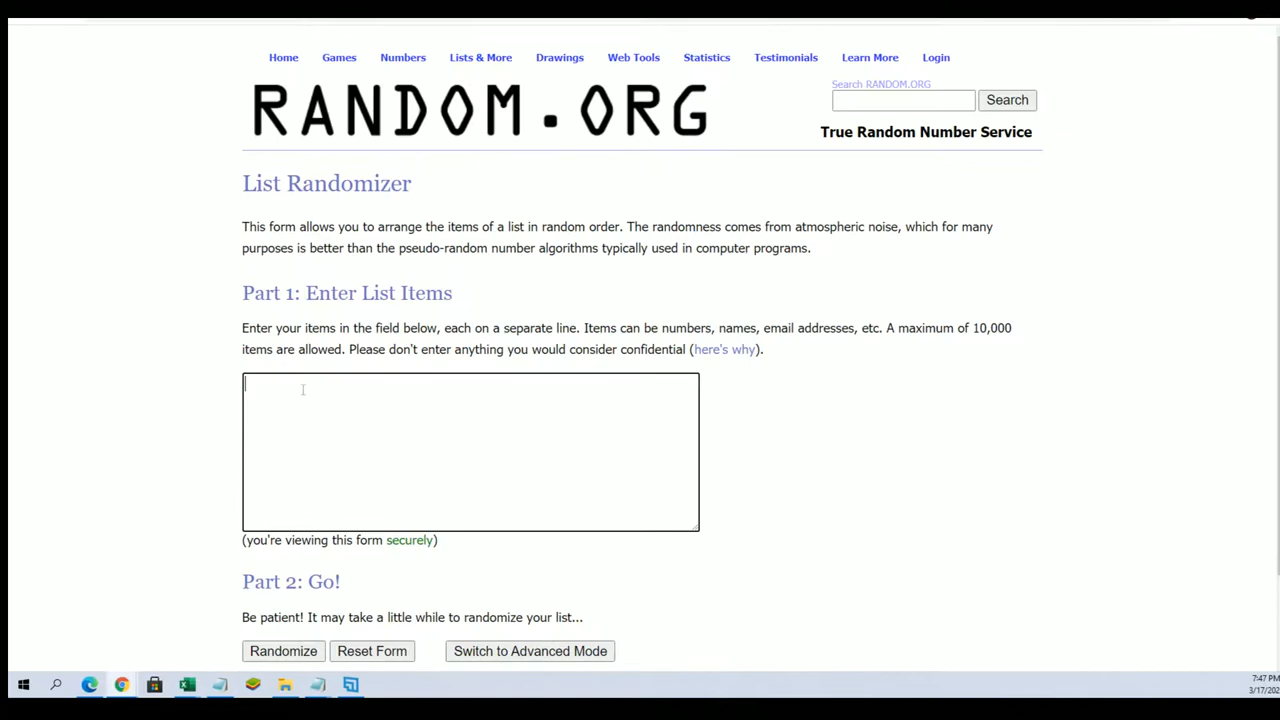 Home Games Numbers Lists & More Drawings Web Tools Statistics Testimonials Learn More Login
RANDOM.ORG
Search RANDOM.ORG
Search
True Random Number Service
List Randomizer
This form allows you to arrange the items of a list in random order. The randomness comes from atmospheric noise, which for many
purposes is better than the pseudo-random number algorithms typically used in computer programs.
Part 1: Enter List Items
Enter your items in the field below, each on a separate line. Items can be numbers, names, email addresses, etc. A maximum of 10,000
items are allowed. Please don't enter anything you would consider confidential (here's why).
(you're viewing this form securely)
Part 2: Go!
Be patient! It may take a little while to randomize your list...
Randomize Reset Form Switch to Advanced Mode
7:47 PM
3/17/202